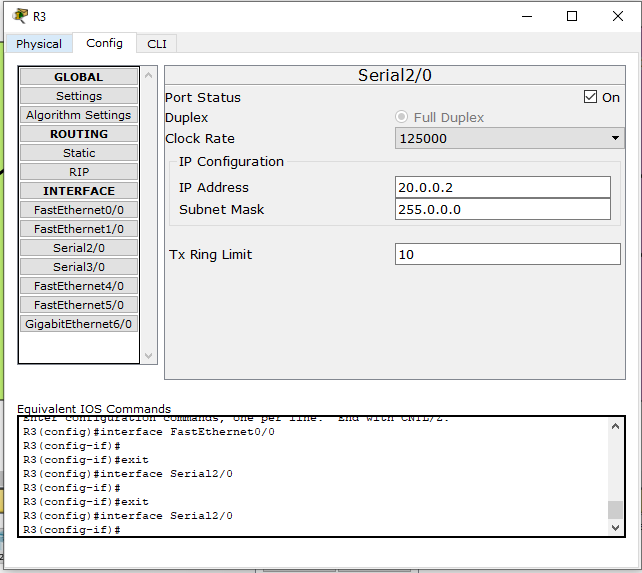 R3
Physical
Config
CLI
GLOBAL
Settings
Algorithm Settings
ROUTING
Static
RIP
INTERFACE
FastEthernet0/0
FastEthernet1/0
Serial2/0
Serial3/0
FastEthernet4/0
FastEthernet5/0
GigabitEthernet6/0
Serial2/0
Port Status
On
Duplex
Full Duplex
Clock Rate
125000
IP Configuration
IP Address
20.0.0.2
Subnet Mask
255.0.0.0
Tx Ring Limit
10
Equivalent IOS Commands
Enter configuration commands, one per line. End with CNTL/Z.
R3(config)#interface FastEthernet0/0
R3(config-if)#
R3(config-if)#exit
R3(config)#interface Serial2/0
R3(config-if)#
R3(config-if)#exit
R3(config)#interface Serial2/0
R3(config-if)#